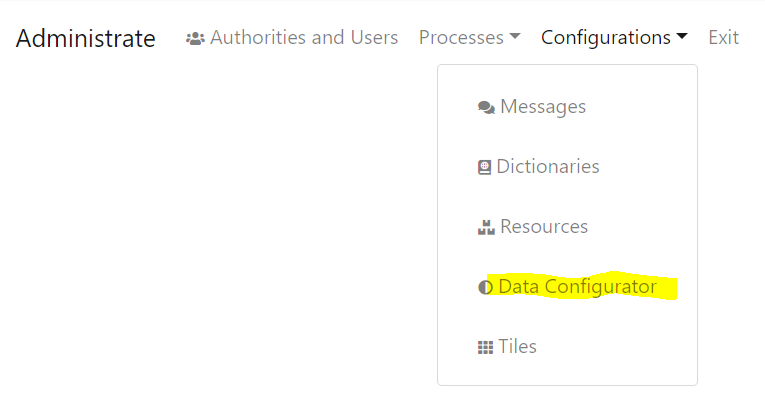 Administrate Authorities and Users Processes Configurations Exit
Messages
Dictionaries
Resources
Data Configurator
Tiles